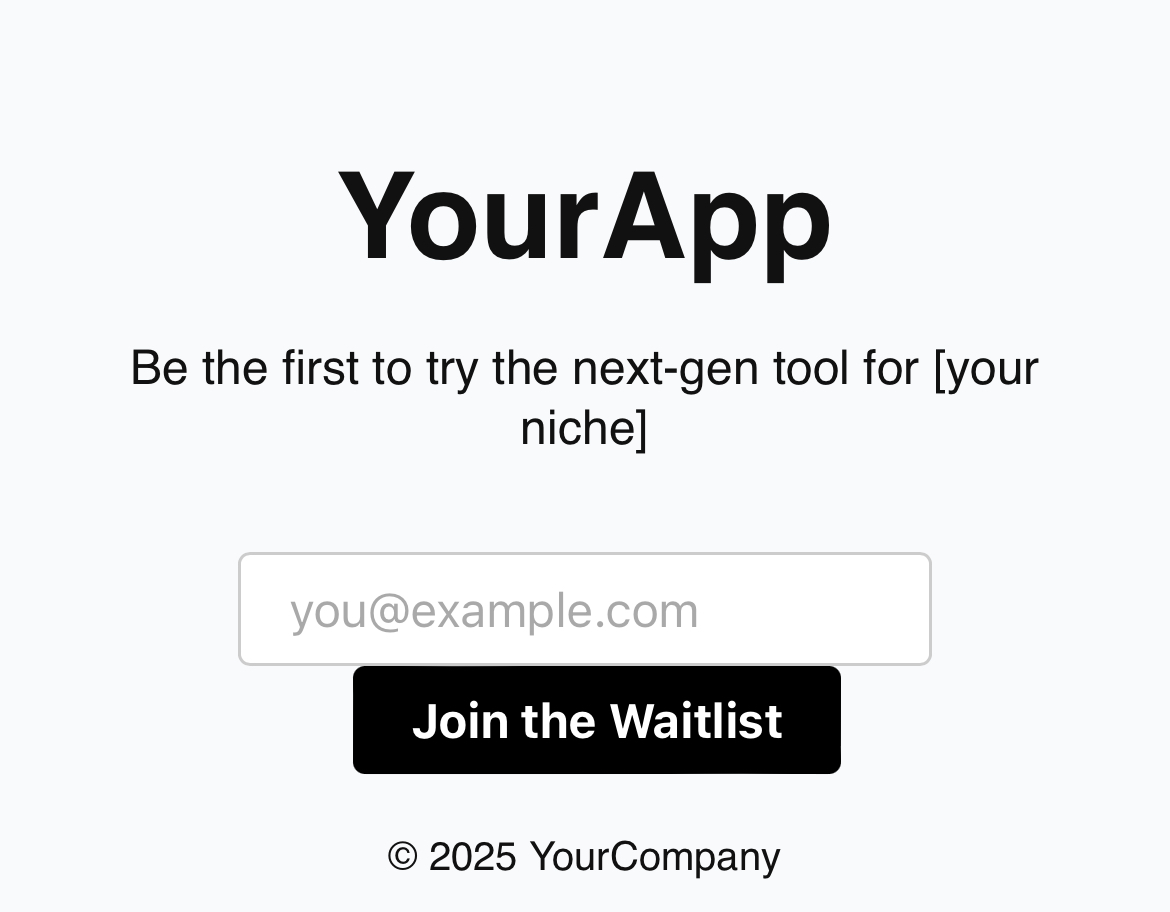 YourApp
Be the first to try the next-gen tool for [your
niche]
you@example.com
Join the Waitlist
© 2025 YourCompany